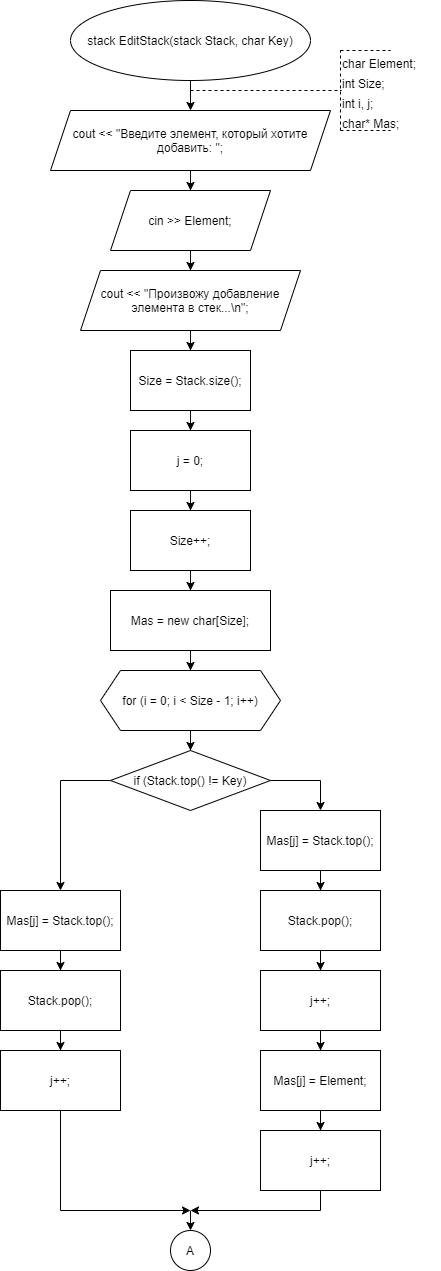 stack EditStack(stack Stack, char Key)
char Element;
int Size;
int i, j;
char* Mas;
cout << "Введите элемент, который хотите
добавить: ";
cin >> Element;
cout << "Произвожу добавление
элемента в стек...\n";
Size = Stack.size();
j = 0;
Size++;
Mas = new char[Size];
for (i = 0; i < Size - 1; i++)
if (Stack.top() != Key)
Mas[j] = Stack.top();
Stack.pop();
j++;
Mas[j] = Element;
j++;
Mas[j] = Stack.top();
Stack.pop();
j++;
A